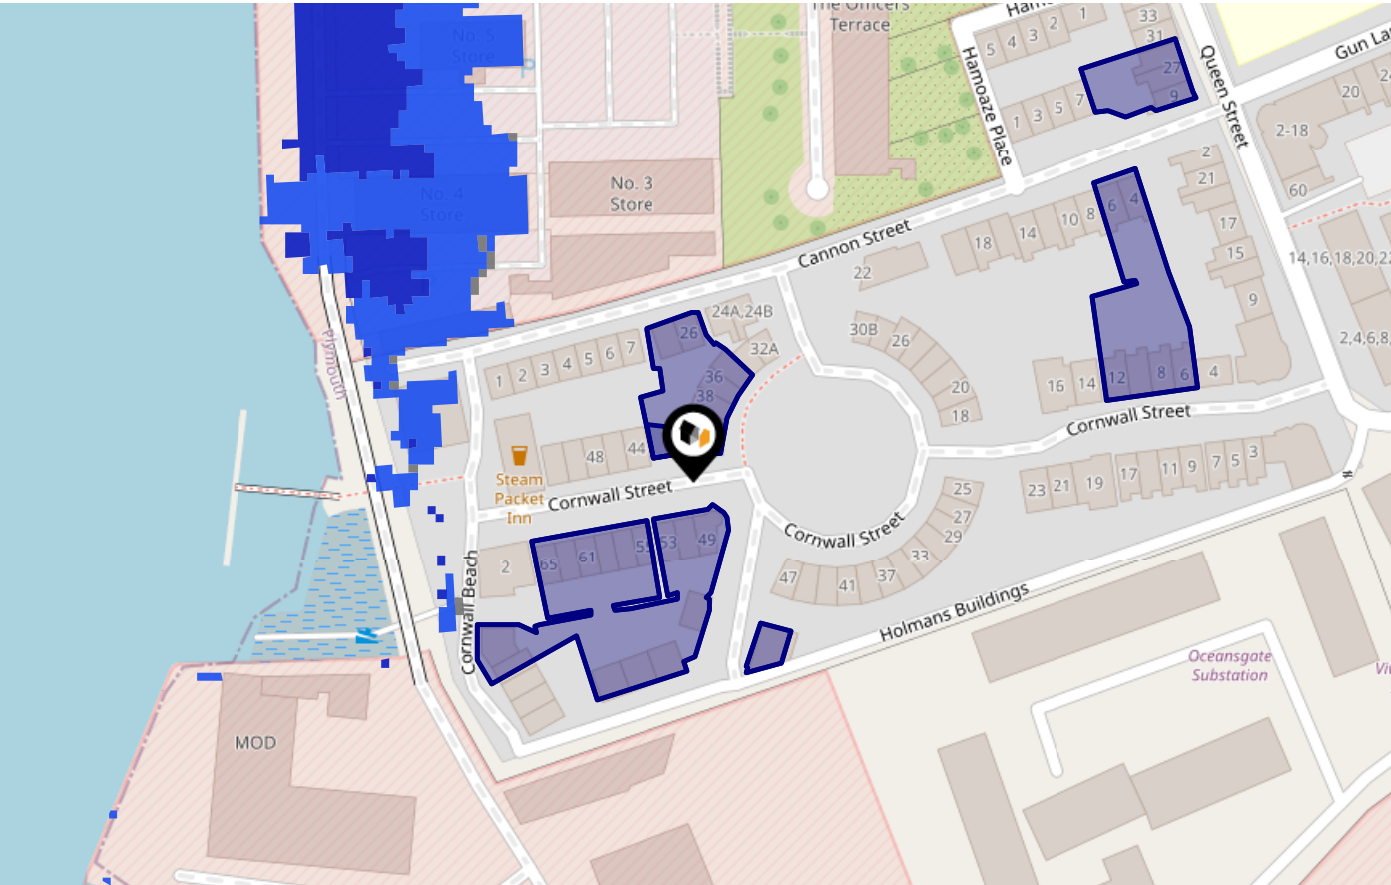 The Officers
Terrace
No. 5
Store
No. 4
Store
No. 3
Store
5
4
3
2
1
33
31
27
9
1
3
5
7
Hamoaze Place
Queen Street
Gun La
20
2-18
60
2
21
17
15
9
14,16,18,20,22
2,4,6,8,
Cannon Street
18
14
10
8
6
4
22
24A,24B
26
32A
36
38
30B
26
20
18
1
2
3
4
5
6
7
Plymouth
16
14
12
8
6
4
Cornwall Street
48
44
Steam
Packet
Inn
Cornwall Street
Cornwall Street
23
21
19
17
11
9
7
5
3
25
27
29
33
37
41
47
2
65
61
53
49
Cornwall Beach
Holmans Buildings
Oceansgate
Substation
MOD